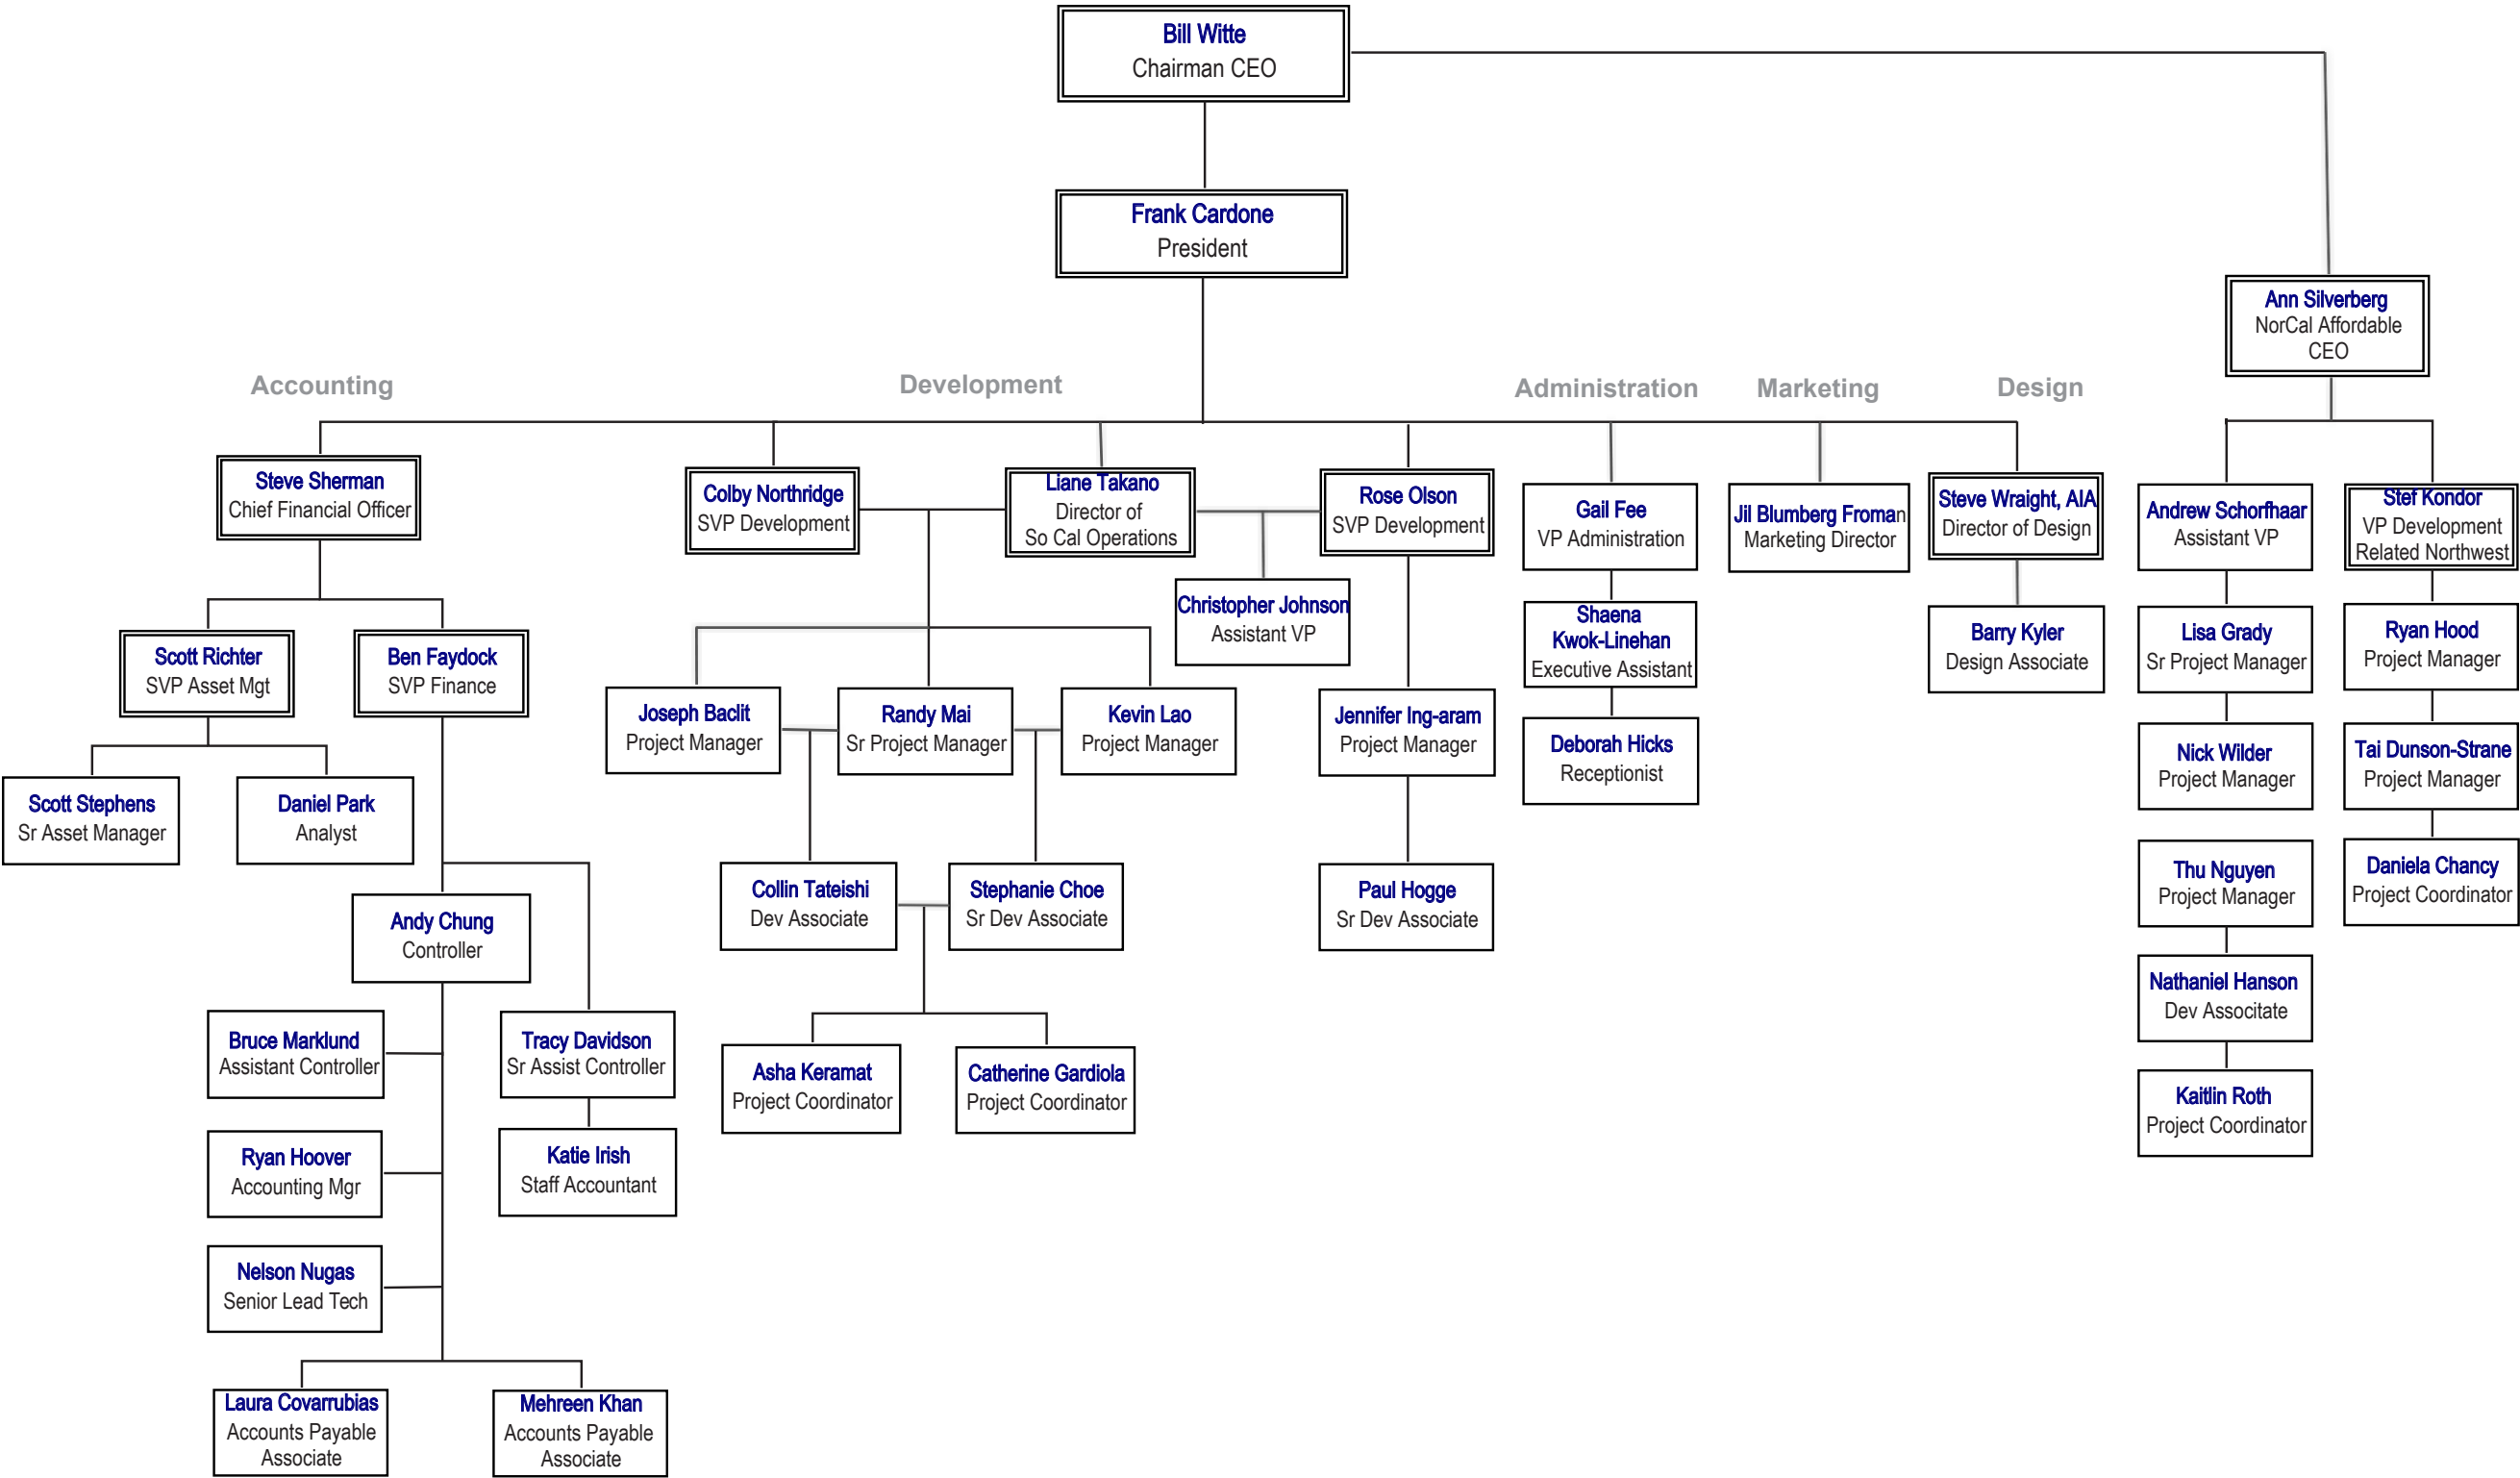 Bill Witte
Chairman CEO
Frank Cardone
President
Ann Silverberg
NorCal Affordable
CEO
Accounting
Development
Administration
Marketing
Design
Steve Sherman
Chief Financial Officer
Colby Northridge
SVP Development
Liane Takano
Director of
So Cal Operations
Rose Olson
SVP Development
Gail Fee
VP Administration
Jil Blumberg Froman
Marketing Director
Steve Wraight, AIA
Director of Design
Andrew Schorfhaar
Assistant VP
Stef Kondor
VP Development
Related Northwest
Christopher Johnson
Assistant VP
Shaena
Kwok-Linehan
Executive Assistant
Barry Kyler
Design Associate
Lisa Grady
Sr Project Manager
Ryan Hood
Project Manager
Scott Richter
SVP Asset Mgt
Ben Faydock
SVP Finance
Joseph Baclit
Project Manager
Randy Mai
Sr Project Manager
Kevin Lao
Project Manager
Jennifer Ing-aram
Project Manager
Deborah Hicks
Receptionist
Nick Wilder
Project Manager
Tai Dunson-Strane
Project Manager
Scott Stephens
Sr Asset Manager
Daniel Park
Analyst
Collin Tateishi
Dev Associate
Stephanie Choe
Sr Dev Associate
Paul Hogge
Sr Dev Associate
Thu Nguyen
Project Manager
Daniela Chancy
Project Coordinator
Andy Chung
Controller
Nathaniel Hanson
Dev Associtate
Bruce Marklund
Assistant Controller
Tracy Davidson
Sr Assist Controller
Asha Keramat
Project Coordinator
Catherine Gardiola
Project Coordinator
Kaitlin Roth
Project Coordinator
Ryan Hoover
Accounting Mgr
Katie Irish
Staff Accountant
Nelson Nugas
Senior Lead Tech
Laura Covarrubias
Accounts Payable
Associate
Mehreen Khan
Accounts Payable
Associate